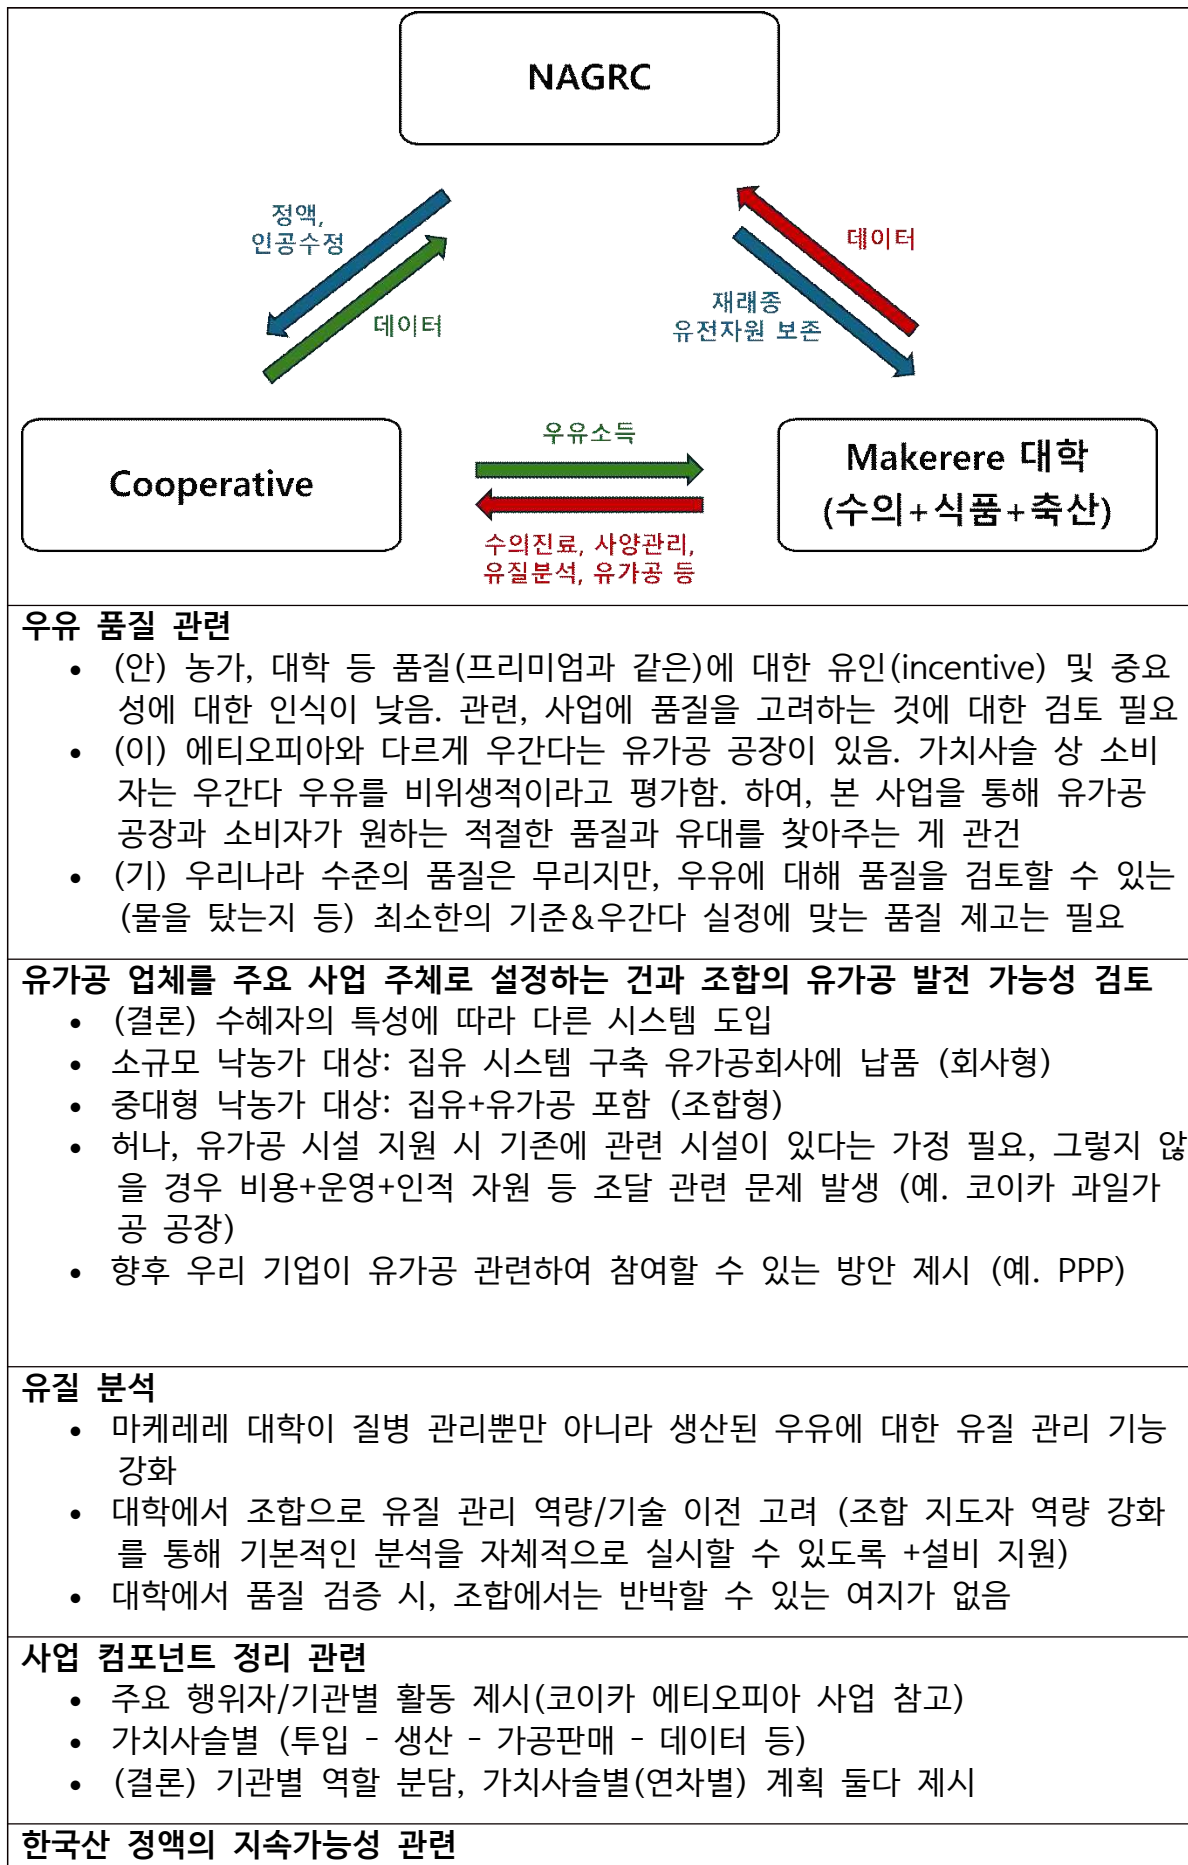 NAGRC
정액,
인공수정
데이터
데이터
재래종
유전자원 보존
Cooperative
우유소득
수의진료, 사양관리,
유질분석, 유가공 등
Makerere 대학
(수의+식품+축산)
우유 품질 관련
• (안) 농가, 대학 등 품질(프리미엄과 같은)에 대한 유인(incentive) 및 중요
성에 대한 인식이 낮음. 관련, 사업에 품질을 고려하는 것에 대한 검토 필요
• (이) 에티오피아와 다르게 우간다는 유가공 공장이 있음. 가치사슬 상 소비
자는 우간다 우유를 비위생적이라고 평가함. 하여, 본 사업을 통해 유가공
공장과 소비자가 원하는 적절한 품질과 유대를 찾아주는 게 관건
• (기) 우리나라 수준의 품질은 무리지만, 우유에 대해 품질을 검토할 수 있는
(물을 탔는지 등) 최소한의 기준&우간다 실정에 맞는 품질 제고는 필요
유가공 업체를 주요 사업 주체로 설정하는 건과 조합의 유가공 발전 가능성 검토
• (결론) 수혜자의 특성에 따라 다른 시스템 도입
• 소규모 낙농가 대상: 집유 시스템 구축 유가공회사에 납품 (회사형)
• 중대형 낙농가 대상: 집유+유가공 포함 (조합형)
• 허나, 유가공 시설 지원 시 기존에 관련 시설이 있다는 가정 필요, 그렇지 않
을 경우 비용+운영+인적 자원 등 조달 관련 문제 발생 (예. 코이카 과일가
공 공장)
• 향후 우리 기업이 유가공 관련하여 참여할 수 있는 방안 제시 (예. PPP)
유질 분석
• 마케레레 대학이 질병 관리뿐만 아니라 생산된 우유에 대한 유질 관리 기능
강화
• 대학에서 조합으로 유질 관리 역량/기술 이전 고려 (조합 지도자 역량 강화
를 통해 기본적인 분석을 자체적으로 실시할 수 있도록 +설비 지원)
• 대학에서 품질 검증 시, 조합에서는 반박할 수 있는 여지가 없음
사업 컴포넌트 정리 관련
• 주요 행위자/기관별 활동 제시(코이카 에티오피아 사업 참고)
• 가치사슬별 (투입 - 생산 - 가공판매 - 데이터 등)
• (결론) 기관별 역할 분담, 가치사슬별(연차별) 계획 둘다 제시
한국산 정액의 지속가능성 관련